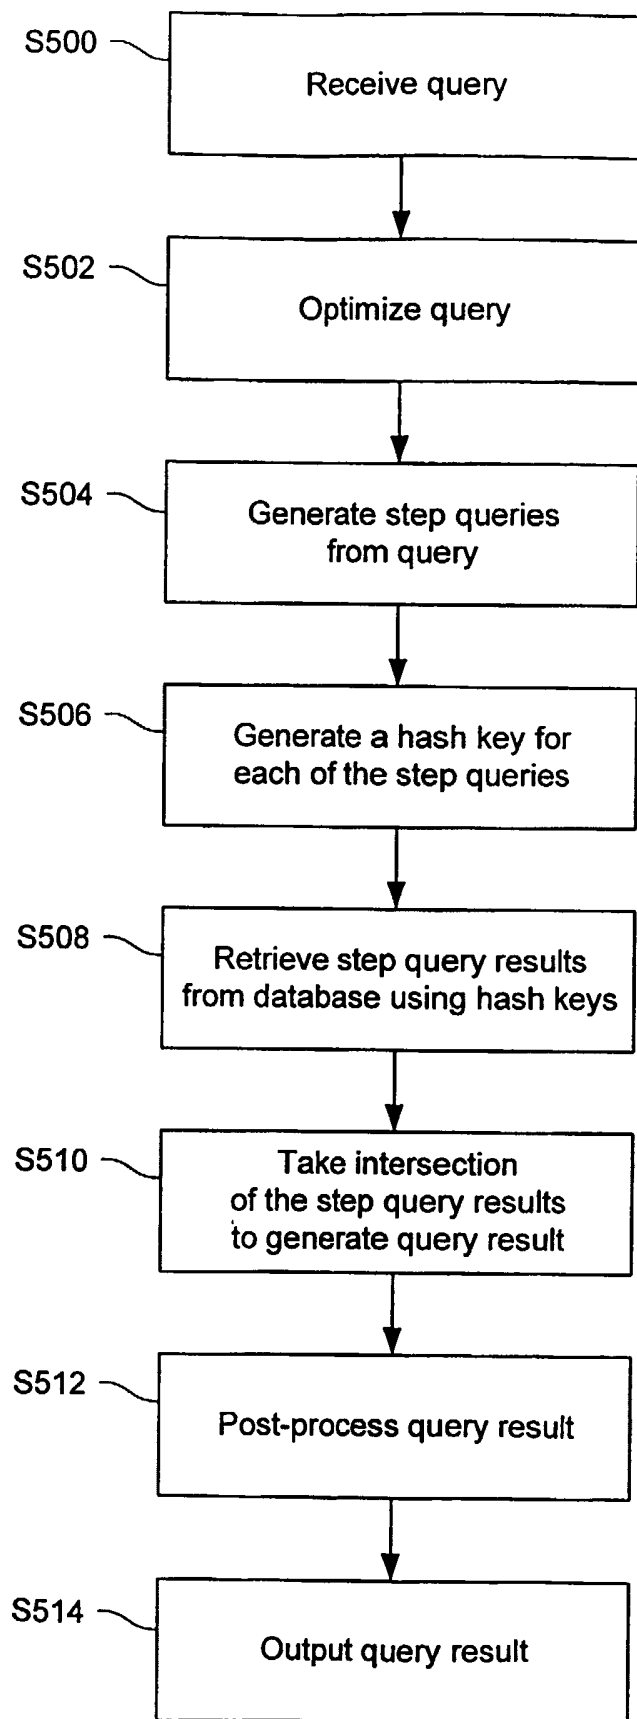 S500
Receive query
S502
Optimize query
S504
Generate step queries
from query
S506
Generate a hash key for
each of the step queries
S508
Retrieve step query results
from database using hash keys
S510
Take intersection
of the step query results
to generate query result
S512
Post-process query result
S514
Output query result